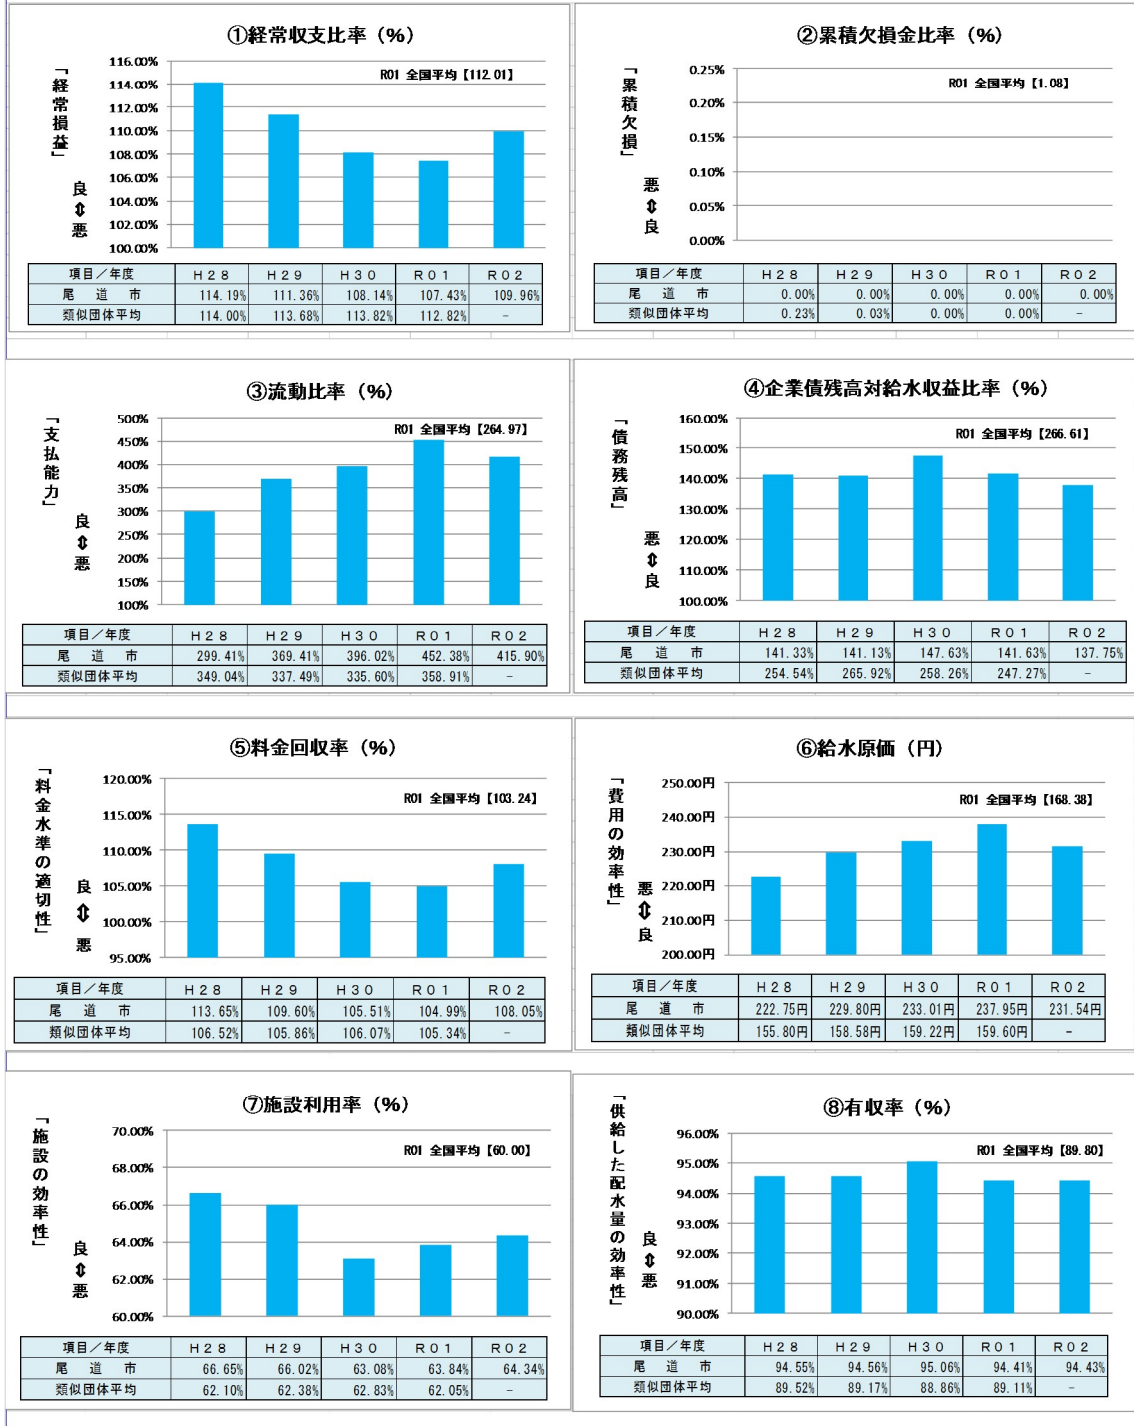 ①経常収支比率（%）
R01 全国平均【112.01】
「経常損益」
良⇕悪
116.00%
114.00%
112.00%
110.00%
108.00%
106.00%
104.00%
102.00%
100.00%
項目／年度 H28 H29 H30 R01 R02
尾道市 114.19% 111.36% 108.14% 107.43% 109.96%
類似団体平均 114.00% 113.68% 113.82% 112.82% －
②累積欠損金比率（%）
R01 全国平均【1.08】
「累積欠損」
悪⇕良
0.25%
0.20%
0.15%
0.10%
0.05%
0.00%
項目／年度 H28 H29 H30 R01 R02
尾道市 0.00% 0.00% 0.00% 0.00% 0.00%
類似団体平均 0.23% 0.03% 0.00% 0.00% －
③流動比率（%）
R01 全国平均【264.97】
「支払能力」
良⇕悪
500%
450%
400%
350%
300%
250%
200%
150%
100%
項目／年度 H28 H29 H30 R01 R02
尾道市 299.41% 369.41% 396.02% 452.38% 415.90%
類似団体平均 349.04% 337.49% 335.60% 358.91% －
④企業債残高対給水収益比率（%）
R01 全国平均【266.61】
「債務残高」
悪⇕良
160.00%
150.00%
140.00%
130.00%
120.00%
110.00%
100.00%
項目／年度 H28 H29 H30 R01 R02
尾道市 141.33% 141.13% 147.63% 141.63% 137.75%
類似団体平均 254.54% 265.92% 258.26% 247.27% －
⑤料金回収率（%）
R01 全国平均【103.24】
「料金水準の適切性」
良⇕悪
120.00%
115.00%
110.00%
105.00%
100.00%
95.00%
項目／年度 H28 H29 H30 R01 R02
尾道市 113.65% 109.60% 105.51% 104.99% 108.05%
類似団体平均 106.52% 105.86% 106.07% 105.34% －
⑥給水原価（円）
R01 全国平均【168.38】
「費用の効率性」
悪⇕良
250.00円
240.00円
230.00円
220.00円
210.00円
200.00円
項目／年度 H28 H29 H30 R01 R02
尾道市 222.75円 229.80円 233.01円 237.95円 231.54円
類似団体平均 155.80円 158.58円 159.22円 159.60円 －
⑦施設利用率（%）
R01 全国平均【60.00】
「施設の効率性」
良⇕悪
70.00%
68.00%
66.00%
64.00%
62.00%
60.00%
項目／年度 H28 H29 H30 R01 R02
尾道市 66.65% 66.02% 63.08% 63.84% 64.34%
類似団体平均 62.10% 62.38% 62.83% 62.05% －
⑧有収率（%）
R01 全国平均【89.80】
「供給した配水量の効率性」
良⇕悪
96.00%
95.00%
94.00%
93.00%
92.00%
91.00%
90.00%
項目／年度 H28 H29 H30 R01 R02
尾道市 94.55% 94.56% 95.06% 94.41% 94.43%
類似団体平均 89.52% 89.17% 88.86% 89.11% －